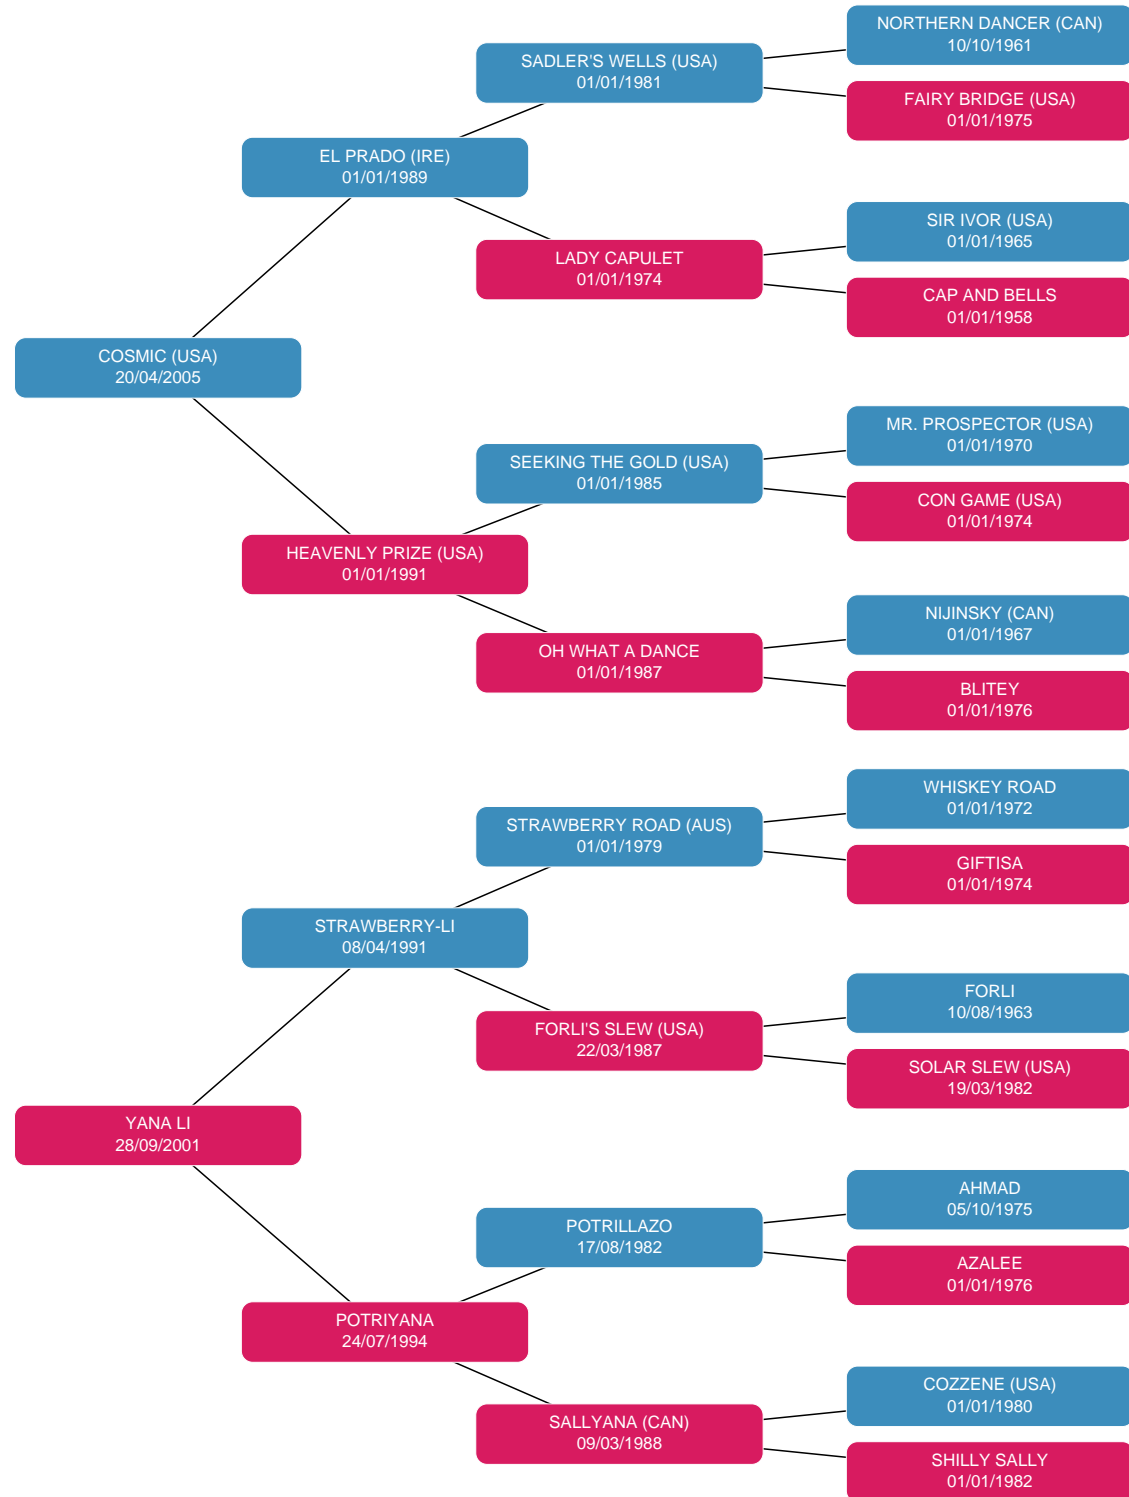 NORTHERN DANCER (CAN)
10/10/1961
SADLER'S WELLS (USA)
01/01/1981
FAIRY BRIDGE (USA)
01/01/1975
EL PRADO (IRE)
01/01/1989
SIR IVOR (USA)
01/01/1965
LADY CAPULET
01/01/1974
CAP AND BELLS
01/01/1958
COSMIC (USA)
20/04/2005
MR. PROSPECTOR (USA)
01/01/1970
SEEKING THE GOLD (USA)
01/01/1985
CON GAME (USA)
01/01/1974
HEAVENLY PRIZE (USA)
01/01/1991
NIJINSKY (CAN)
01/01/1967
OH WHAT A DANCE
01/01/1987
BLITEY
01/01/1976
WHISKEY ROAD
01/01/1972
STRAWBERRY ROAD (AUS)
01/01/1979
GIFTISA
01/01/1974
STRAWBERRY-LI
08/04/1991
FORLI
10/08/1963
FORLI'S SLEW (USA)
22/03/1987
SOLAR SLEW (USA)
19/03/1982
YANA LI
28/09/2001
AHMAD
05/10/1975
POTRILLAZO
17/08/1982
AZALEE
01/01/1976
POTRIYANA
24/07/1994
COZZENE (USA)
01/01/1980
SALLYANA (CAN)
09/03/1988
SHILLY SALLY
01/01/1982